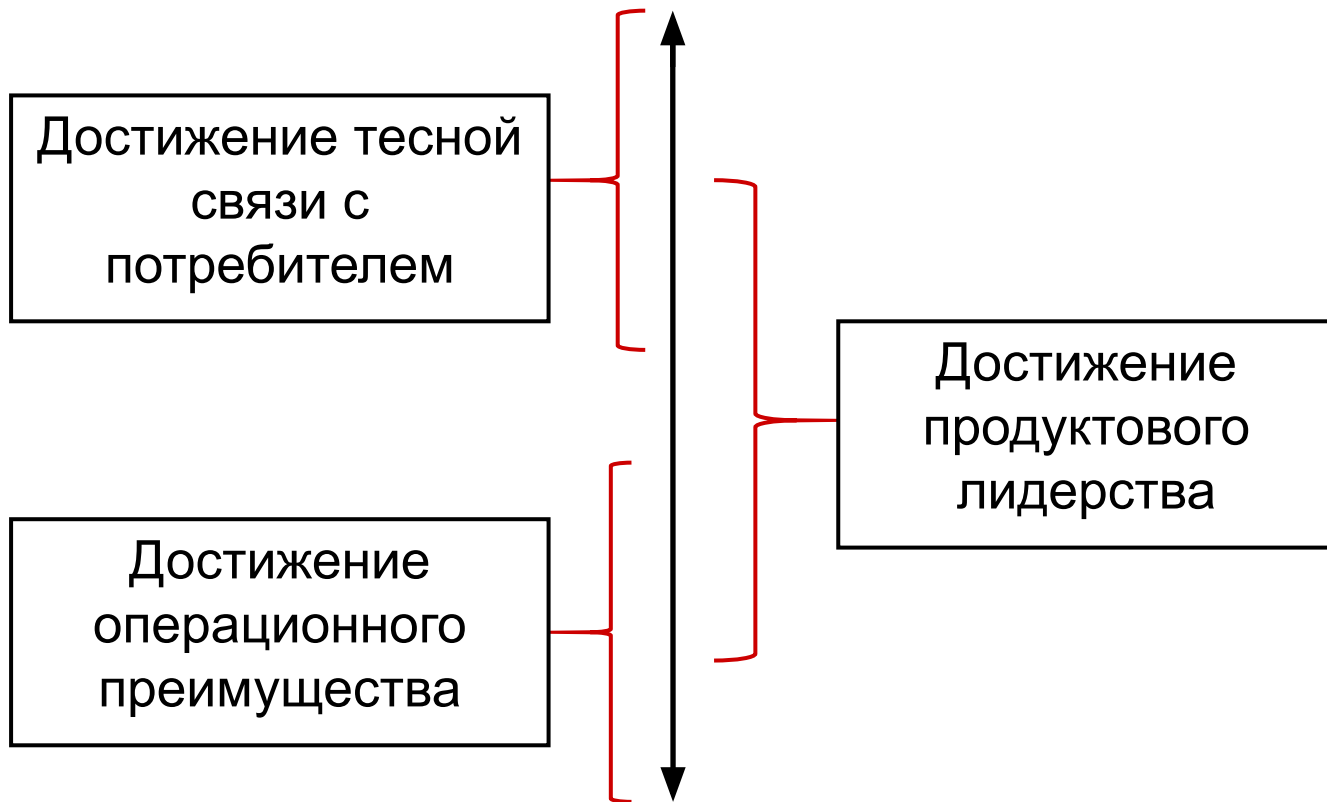 Достижение тесной
связи с
потребителем
Достижение
продуктового
лидерства
Достижение
операционного
преимущества